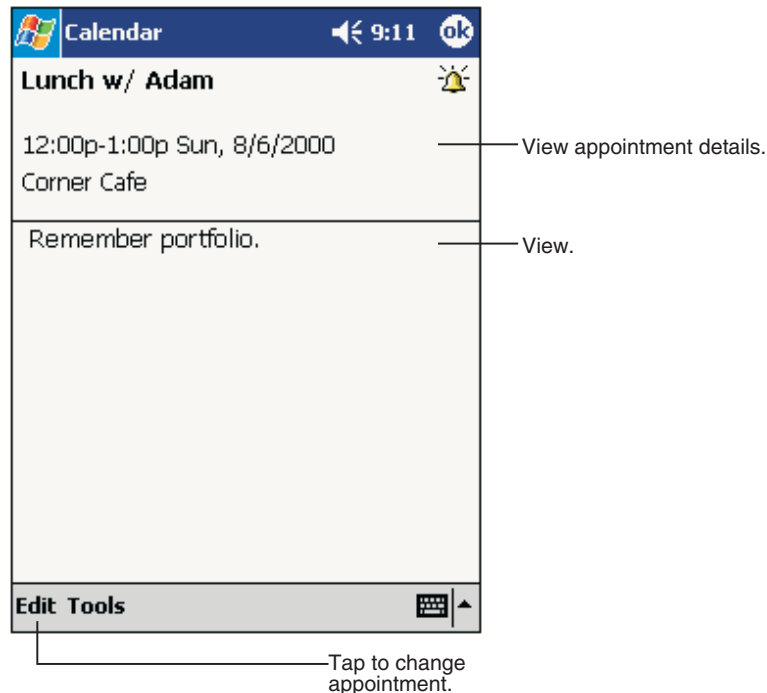 Calendar 9:11 ok
Lunch w/ Adam
12:00p-1:00p Sun, 8/6/2000
View appointment details.
Corner Cafe
Remember portfolio.
View.
Edit Tools
Tap to change
appointment.